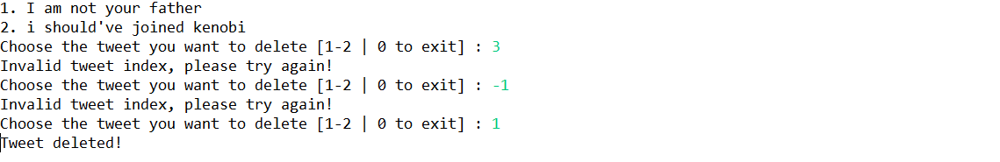 1. I am not your father
2. i should've joined kenobi
Choose the tweet you want to delete [1-2 | 0 to exit] : 3
Invalid tweet index, please try again!
Choose the tweet you want to delete [1-2 | 0 to exit] : -1
Invalid tweet index, please try again!
Choose the tweet you want to delete [1-2 | 0 to exit] : 1
Tweet deleted!